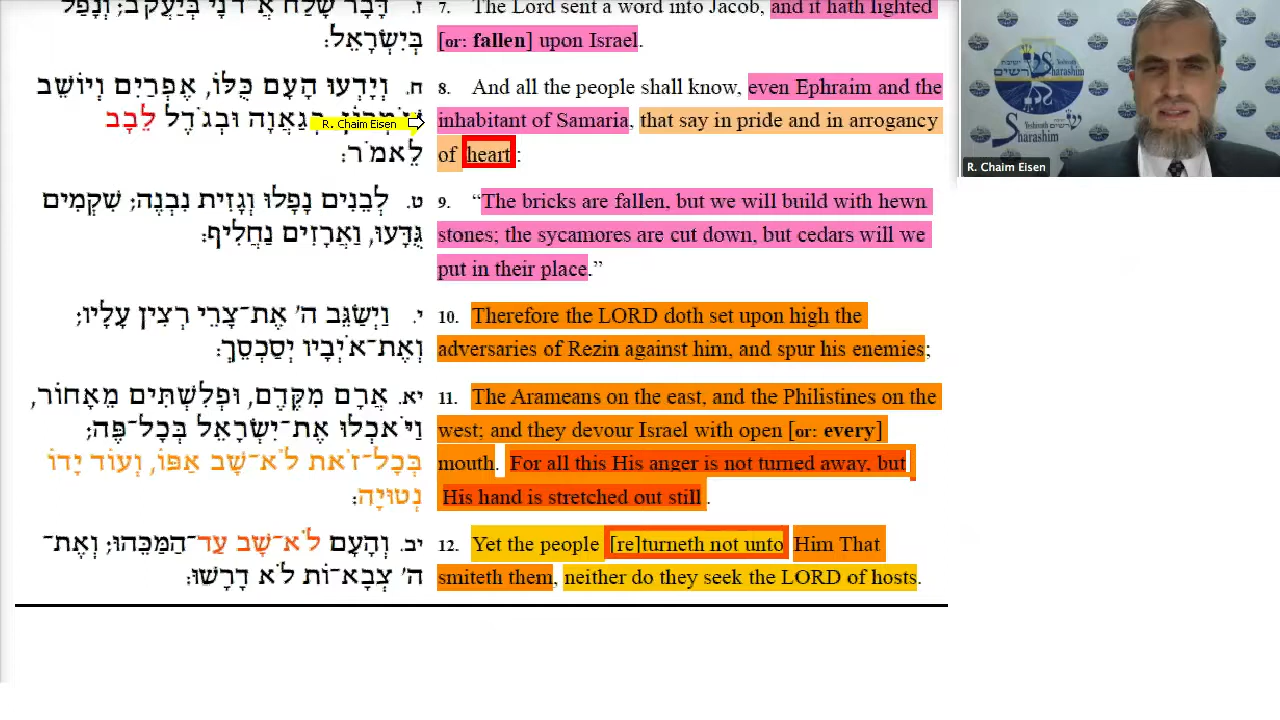 ז. דָּבָר שָׁלַח אֲ־דֹנָי בְּיַעֲקֹב; וְנָפַל
בְּיִשְׂרָאֵל:
7. The Lord sent a word into Jacob, and it hath lighted
[or: fallen] upon Israel.
ח. וְיָדְעוּ הָעָם כֻּלּוֹ, אֶפְרַיִם וְיוֹשֵׁב
בְּגַאֲוָה וּבְגֹדֶל לֵבָב
לֵאמֹר:
8. And all the people shall know, even Ephraim and the
inhabitant of Samaria, that say in pride and in arrogancy
of heart:
R. Chaim Eisen
ט. לְבֵנִים נָפָלוּ וְגָזִית נִבְנֶה; שִׁקְמִים
גֻּדָּעוּ, וַאֲרָזִים נַחֲלִיף:
9. “The bricks are fallen, but we will build with hewn
stones; the sycamores are cut down, but cedars will we
put in their place.”
י. וַיְשַׂגֵּב ה' אֶת־צָרֵי רְצִין עָלָיו;
וְאֶת־אֹיְבָיו יְסַכְסֵךְ:
10. Therefore the LORD doth set upon high the
adversaries of Rezin against him, and spur his enemies;
יא. אֲרָם מִקֶּדֶם, וּפְלִשְׁתִּים מֵאָחוֹר,
וַיֹּאכְלוּ אֶת־יִשְׂרָאֵל בְּכָל־פֶּה;
בְּכָל־זֹאת לֹא־שָׁב אַפּוֹ, וְעוֹד יָדוֹ
נְטוּיָה:
11. The Arameans on the east, and the Philistines on the
west; and they devour Israel with open [or: every]
mouth. For all this His anger is not turned away, but
His hand is stretched out still.
יב. וְהָעָם לֹא־שָׁב עַד־הַמַּכֵּהוּ; וְאֶת־
ה' צְבָא־וֹת לֹא דָרָשׁוּ:
12. Yet the people [re]turneth not unto Him That
smiteth them, neither do they seek the LORD of hosts.
Yeshivath
Sharashim
Yeshivath
Sharashim
R. Chaim Eisen